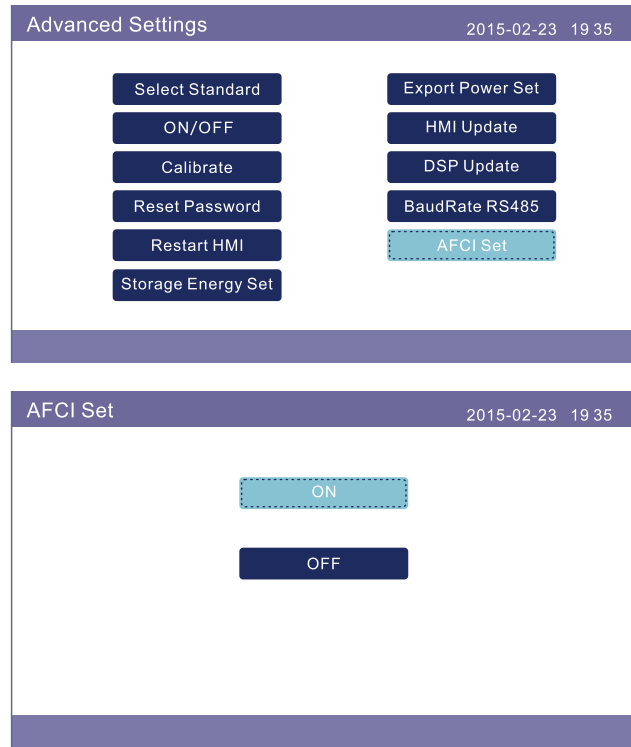 Advanced Settings
2015-02-23 19 35
Select Standard
Export Power Set
ON/OFF
HMI Update
Calibrate
DSP Update
Reset Password
BaudRate RS485
Restart HMI
AFCI Set
Storage Energy Set
AFCI Set
2015-02-23 19 35
ON
OFF